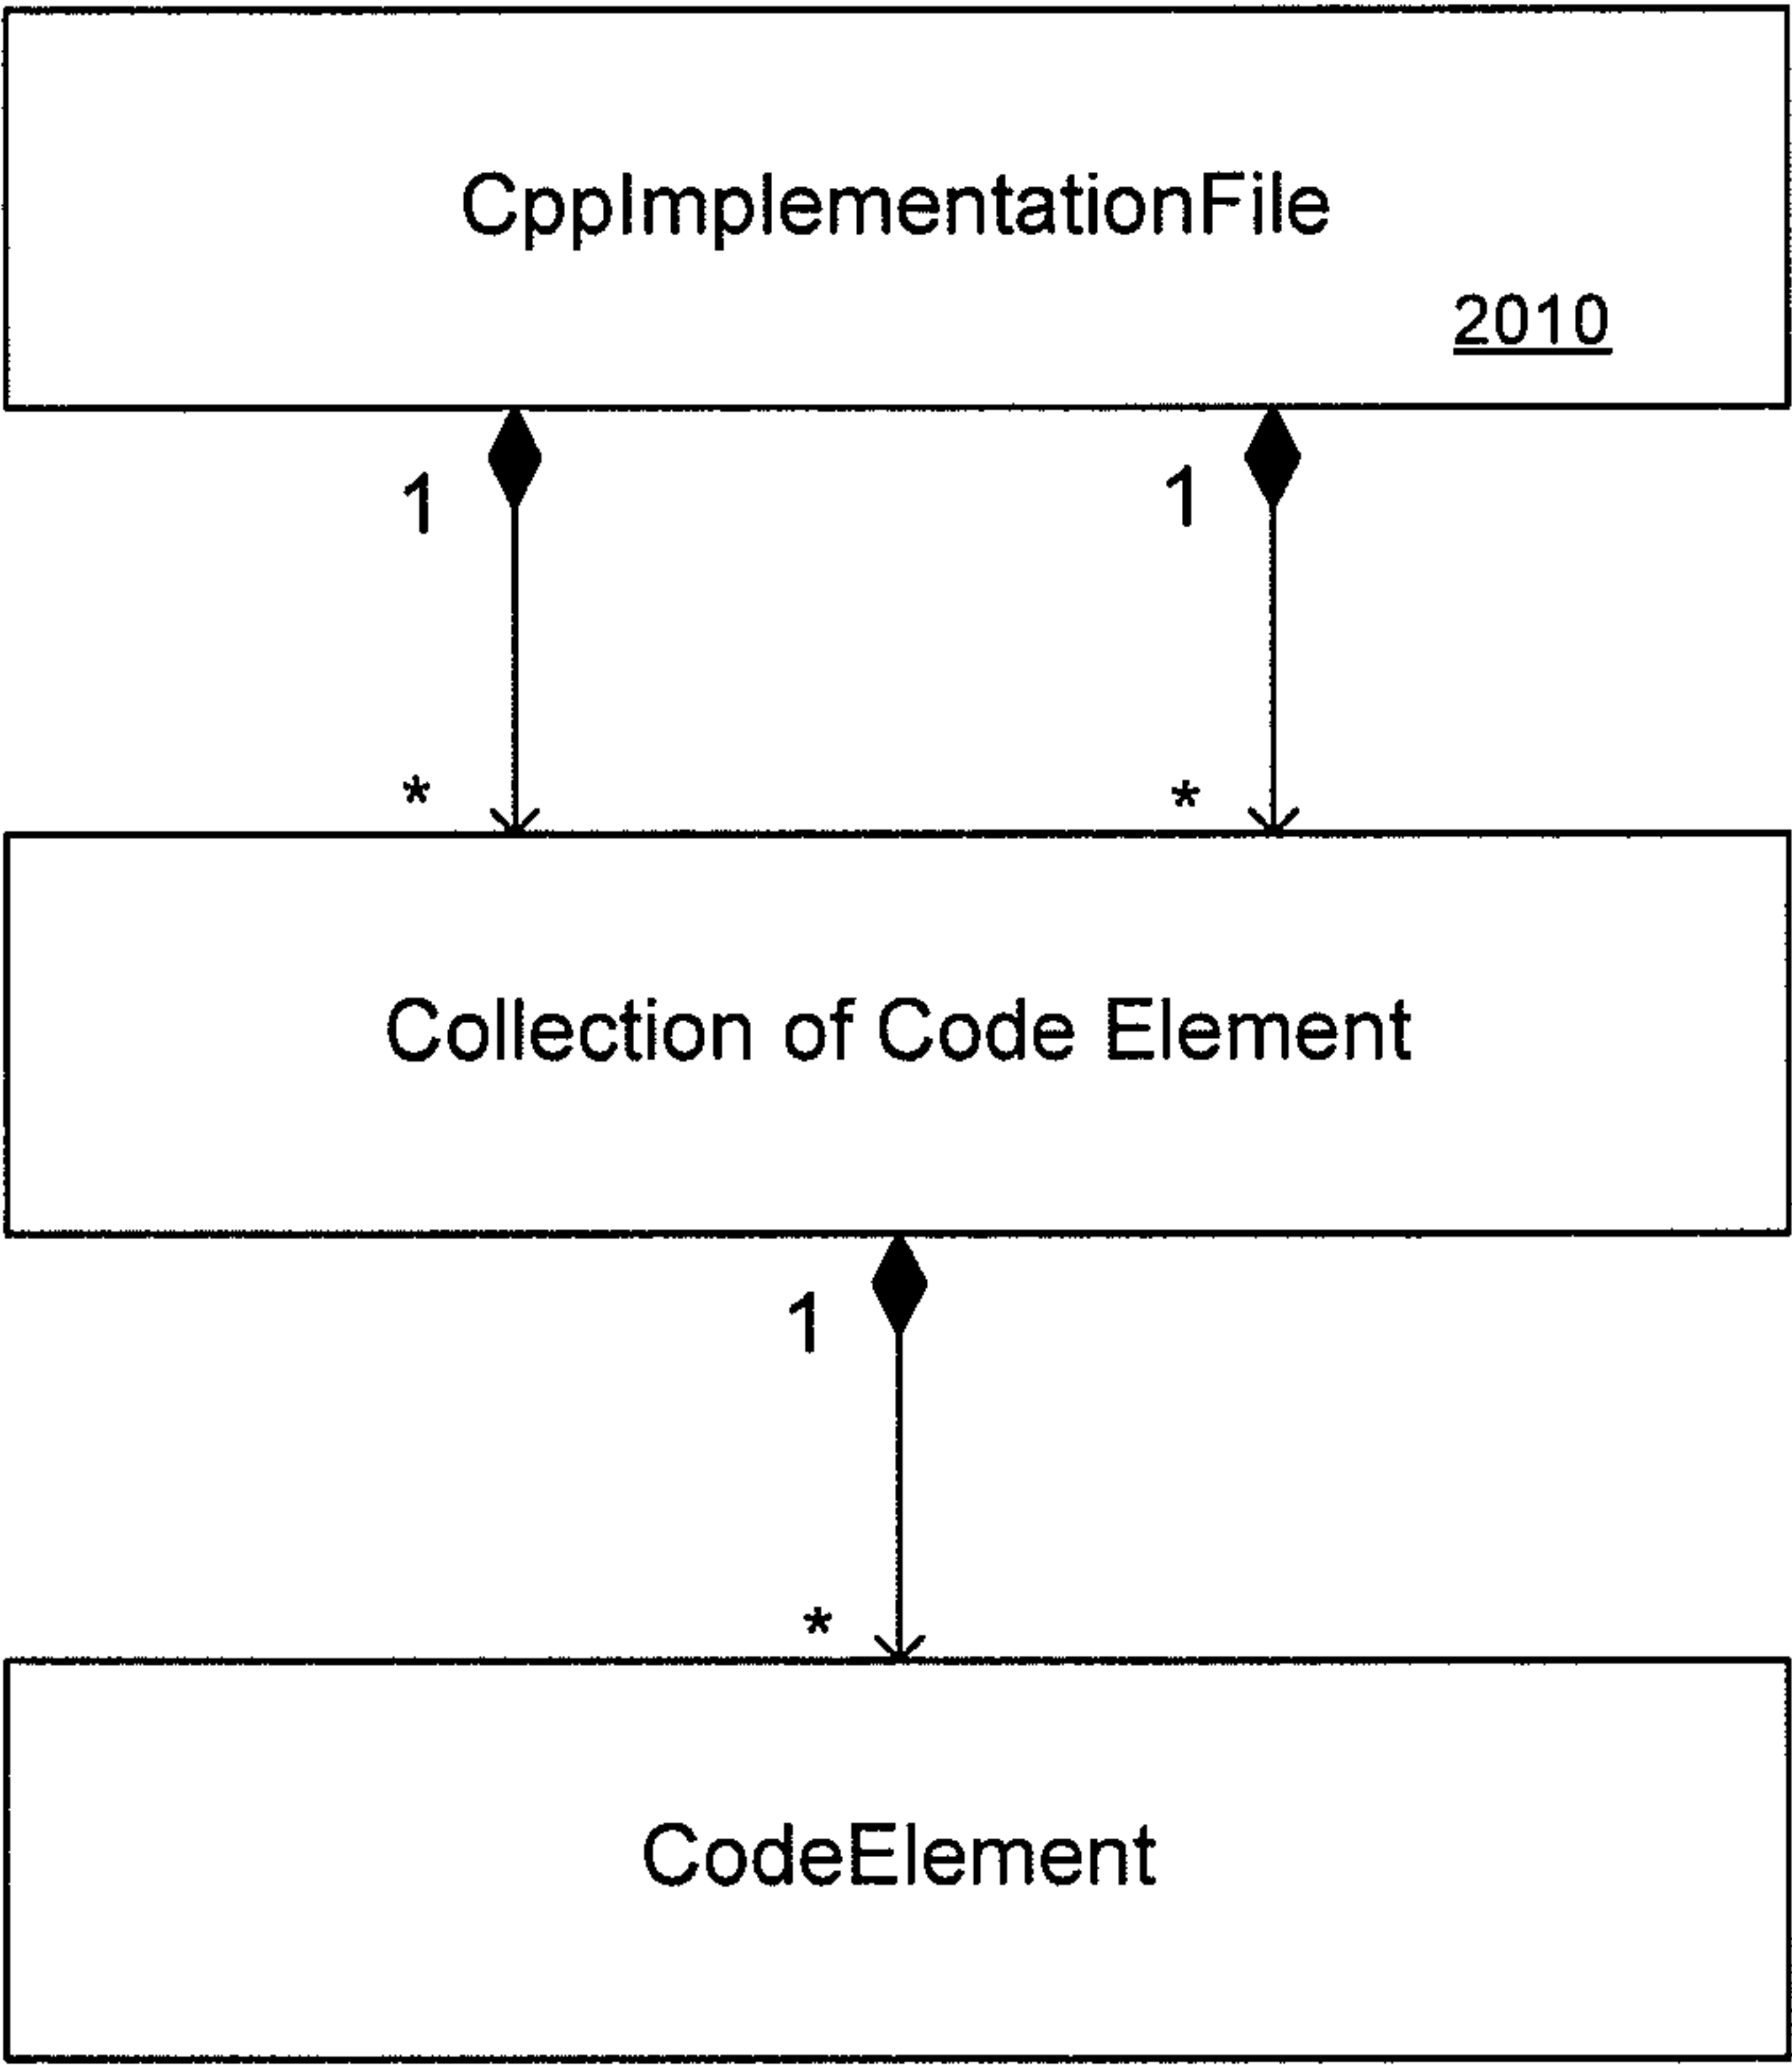 CppImplementationFile
2010
1 1
* *
Collection of Code Element
1
*
CodeElement